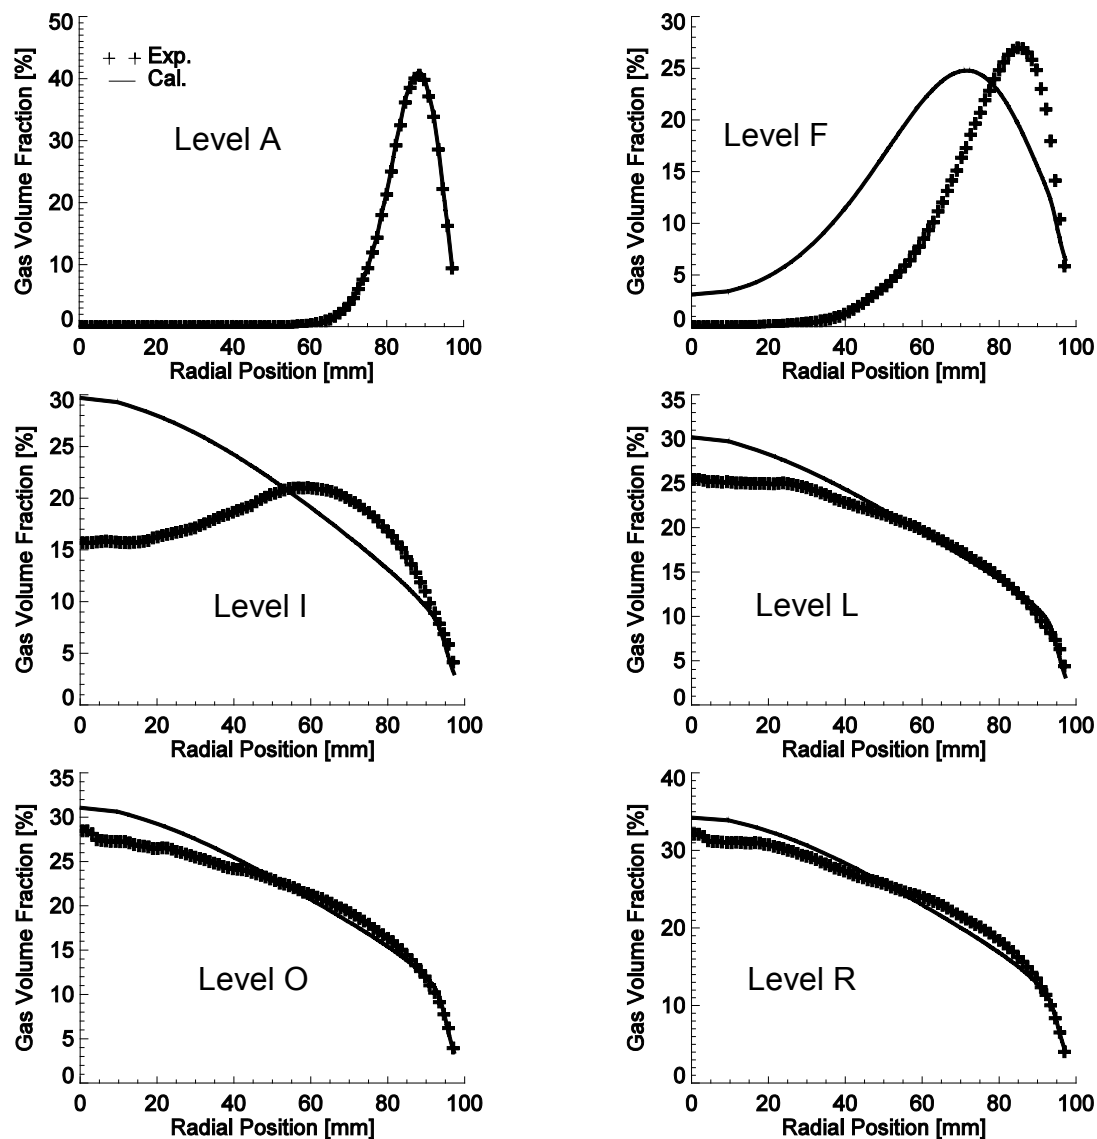 50
40
30
20
10
0
Gas Volume Fraction [%]
+ + Exp.
— Cal.
Level A
0 20 40 60 80 100
Radial Position [mm]
30
25
20
15
10
5
0
Gas Volume Fraction [%]
Level F
0 20 40 60 80 100
Radial Position [mm]
30
25
20
15
10
5
0
Gas Volume Fraction [%]
Level I
0 20 40 60 80 100
Radial Position [mm]
35
30
25
20
15
10
5
0
Gas Volume Fraction [%]
Level L
0 20 40 60 80 100
Radial Position [mm]
35
30
25
20
15
10
5
0
Gas Volume Fraction [%]
Level O
0 20 40 60 80 100
Radial Position [mm]
40
30
20
10
0
Gas Volume Fraction [%]
Level R
0 20 40 60 80 100
Radial Position [mm]